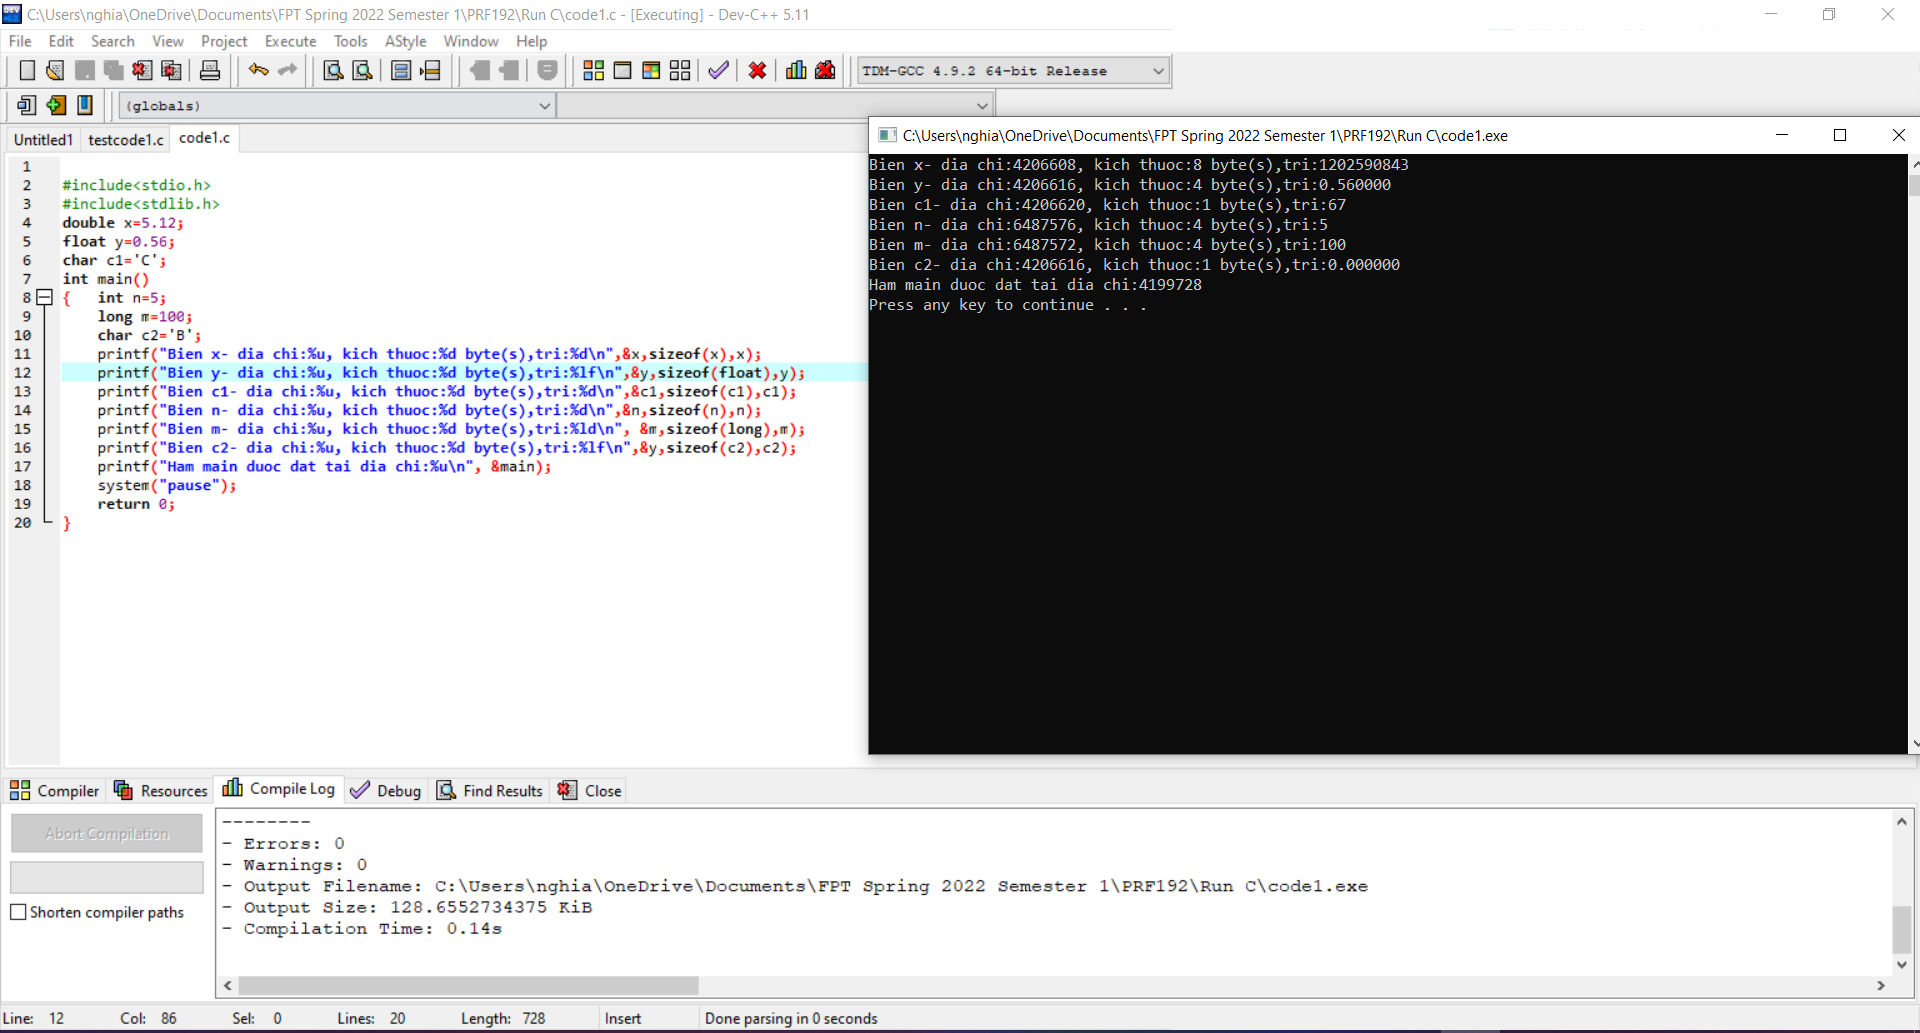 C:\Users\nghia\OneDrive\Documents\FPT Spring 2022 Semester 1\PRF192\Run C\code1.c - [Executing] - Dev-C++ 5.11
File Edit Search View Project Execute Tools AStyle Window Help
TDM-GCC 4.9.2 64-bit Release
(globals)
Untitled1 testcode1.c code1.c
1
2 #include<stdio.h>
3 #include<stdlib.h>
4 double x=5.12;
5 float y=0.56;
6 char c1='C';
7 int main()
8 { int n=5;
9 long m=100;
10 char c2='B';
11 printf("Bien x- dia chi:%u, kich thuoc:%d byte(s),tri:%d\n",&x,sizeof(x),x);
12 printf("Bien y- dia chi:%u, kich thuoc:%d byte(s),tri:%lf\n",&y,sizeof(float),y);
13 printf("Bien c1- dia chi:%u, kich thuoc:%d byte(s),tri:%d\n",&c1,sizeof(c1),c1);
14 printf("Bien n- dia chi:%u, kich thuoc:%d byte(s),tri:%d\n",&n,sizeof(n),n);
15 printf("Bien m- dia chi:%u, kich thuoc:%d byte(s),tri:%ld\n", &m,sizeof(long),m);
16 printf("Bien c2- dia chi:%u, kich thuoc:%d byte(s),tri:%lf\n",&y,sizeof(c2),c2);
17 printf("Ham main duoc dat tai dia chi:%u\n", &main);
18 system("pause");
19 return 0;
20 }
C:\Users\nghia\OneDrive\Documents\FPT Spring 2022 Semester 1\PRF192\Run C\code1.exe
Bien x- dia chi:4206608, kich thuoc:8 byte(s),tri:1202590843
Bien y- dia chi:4206616, kich thuoc:4 byte(s),tri:0.560000
Bien c1- dia chi:4206620, kich thuoc:1 byte(s),tri:67
Bien n- dia chi:6487576, kich thuoc:4 byte(s),tri:5
Bien m- dia chi:6487572, kich thuoc:4 byte(s),tri:100
Bien c2- dia chi:4206616, kich thuoc:1 byte(s),tri:0.000000
Ham main duoc dat tai dia chi:4199728
Press any key to continue . . .
Compiler Resources Compile Log Debug Find Results Close
Abort Compilation
Shorten compiler paths
--------
- Errors: 0
- Warnings: 0
- Output Filename: C:\Users\nghia\OneDrive\Documents\FPT Spring 2022 Semester 1\PRF192\Run C\code1.exe
- Output Size: 128.6552734375 KiB
- Compilation Time: 0.14s
Line: 12 Col: 86 Sel: 0 Lines: 20 Length: 728 Insert Done parsing in 0 seconds